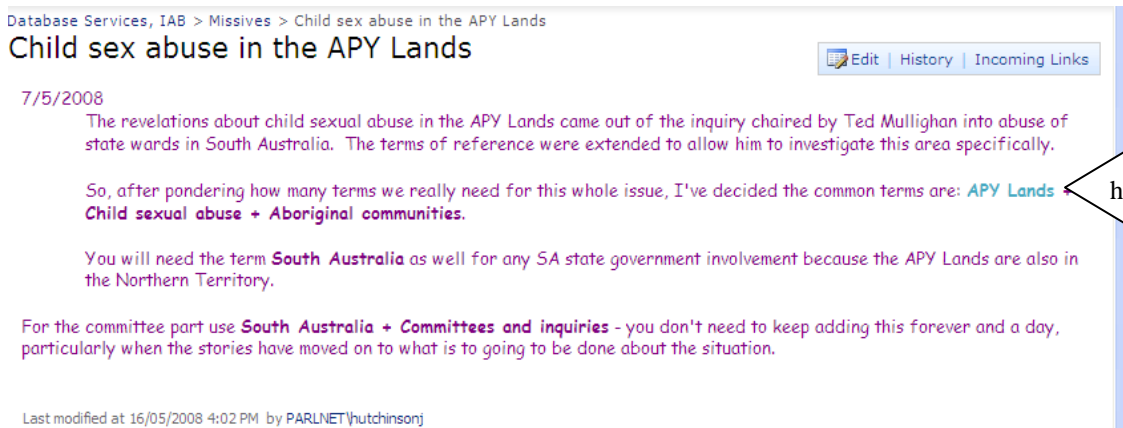 Database Services, IAB > Missives > Child sex abuse in the APY Lands
Child sex abuse in the APY Lands
Edit | History | Incoming Links
7/5/2008
The revelations about child sexual abuse in the APY Lands came out of the inquiry chaired by Ted Mullighan into abuse of
state wards in South Australia. The terms of reference were extended to allow him to investigate this area specifically.
So, after pondering how many terms we really need for this whole issue, I've decided the common terms are: APY Lands +
Child sexual abuse + Aboriginal communities.
h
You will need the term South Australia as well for any SA state government involvement because the APY Lands are also in
the Northern Territory.
For the committee part use South Australia + Committees and inquiries - you don't need to keep adding this forever and a day,
particularly when the stories have moved on to what is to going to be done about the situation.
Last modified at 16/05/2008 4:02 PM by PARLNET\hutchinsonj